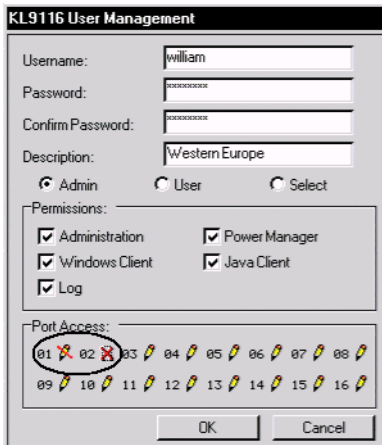 KL9116 User Management
Username: william
Password: ********
Confirm Password: ********
Description: Western Europe
Admin User Select
Permissions:
Administration Power Manager
Windows Client Java Client
Log
Port Access:
01 02 03 04 05 06 07 08
09 10 11 12 13 14 15 16
OK Cancel